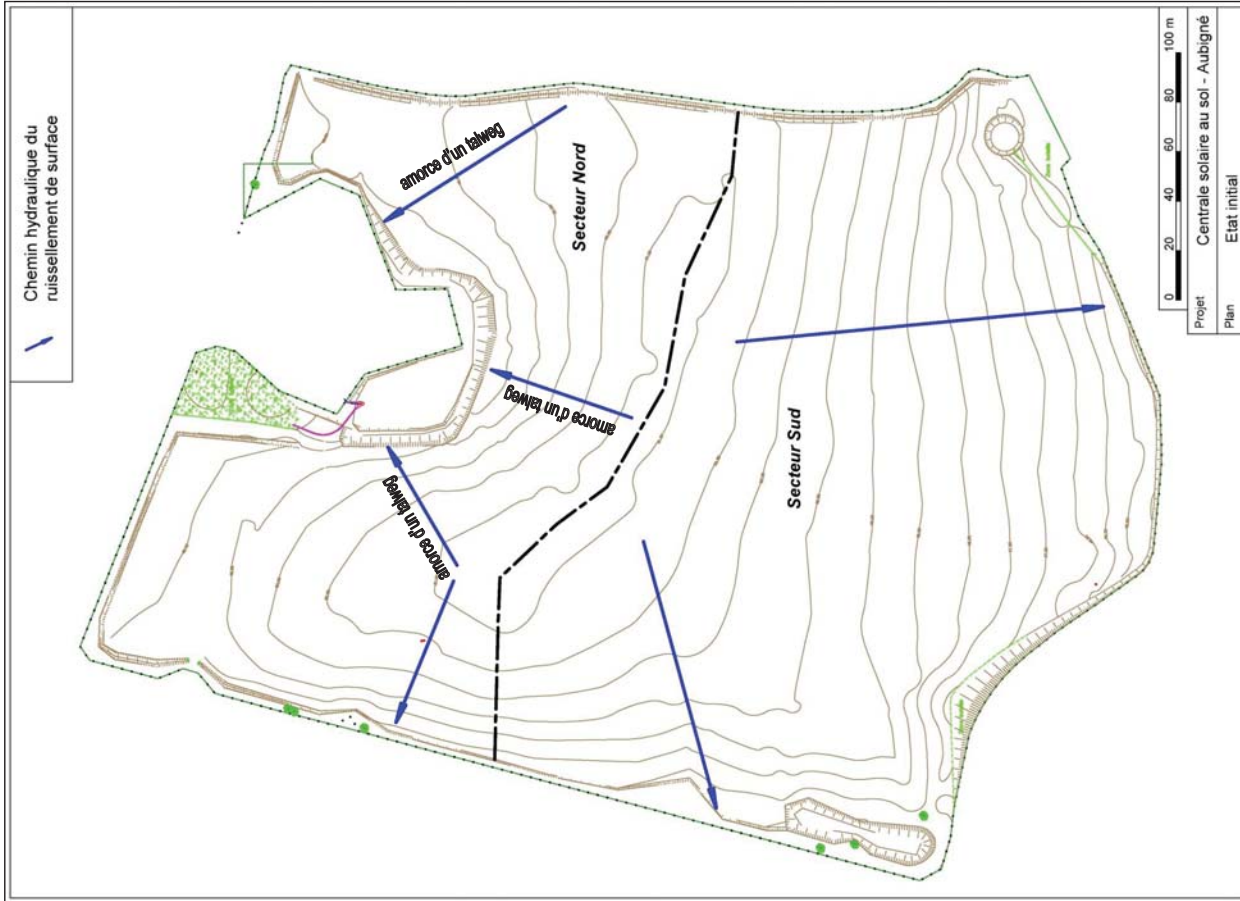 Chemin hydraulique du
ruissellement de surface
amorce d'un talweg
Secteur Nord
amorce d'un talweg
amorce d'un talweg
Secteur Sud
0 20 40 60 80 100 m
Projet Centrale solaire au sol - Aubigné
Plan Etat initial